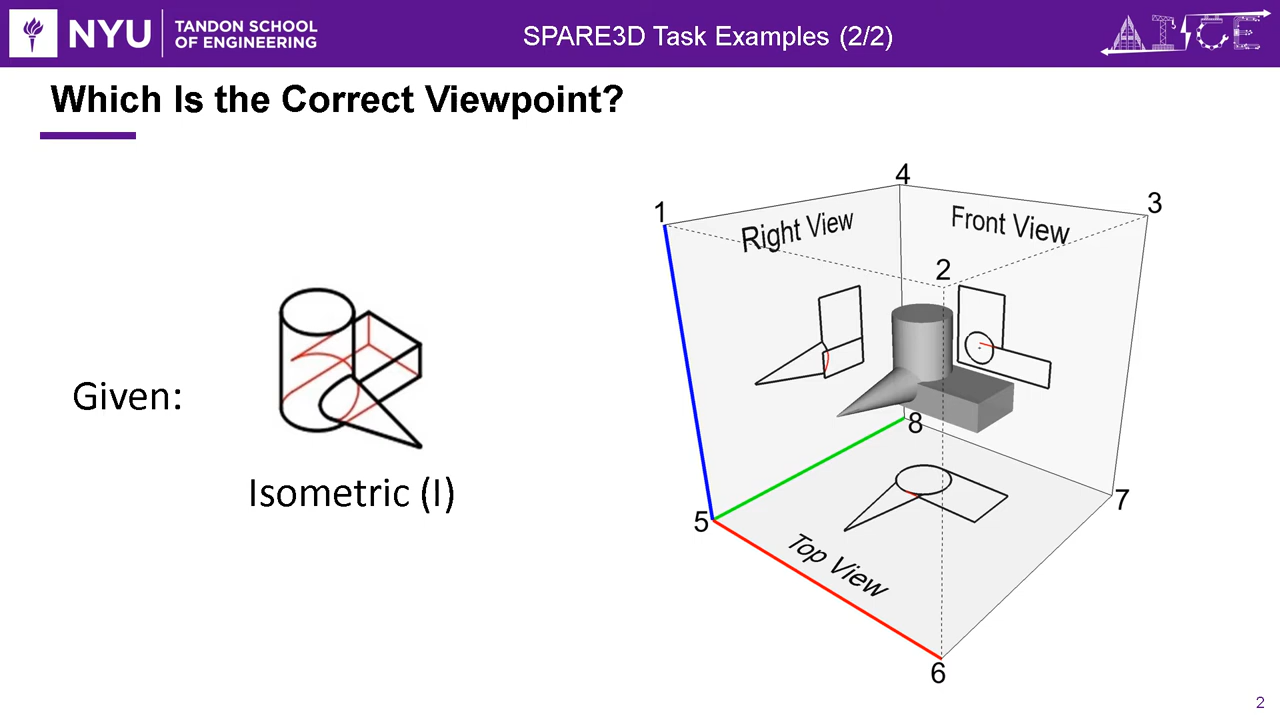 NYU
TANDON SCHOOL
OF ENGINEERING
SPARE3D Task Examples (2/2)
AI4CE
Which Is the Correct Viewpoint?
Given:
Isometric (I)
4
1
3
Right View
Front View
2
8
7
5
Top View
6
2